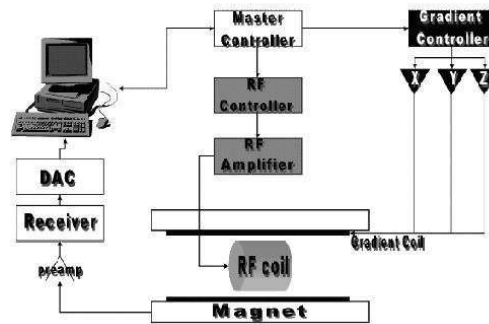 Master
Controller
Gradient
Controller
X Y Z
RF
Controller
RF
Amplifier
DAC
Receiver
preamp
Gradient Coil
RF coil
Magnet